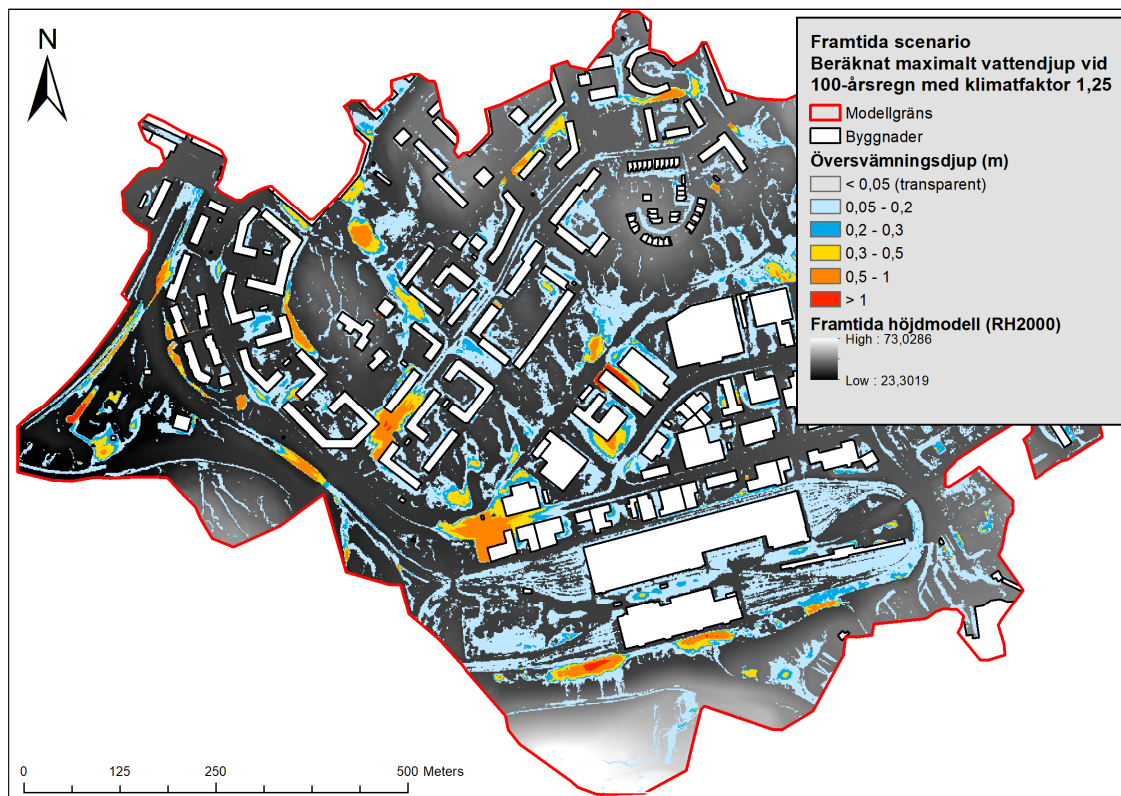 N
Framtida scenario
Beräknat maximalt vattendjup vid
100-årsregn med klimatfaktor 1,25
Modellgräns
Byggnader
Översvämningsdjup (m)
< 0,05 (transparent)
0,05 - 0,2
0,2 - 0,3
0,3 - 0,5
0,5 - 1
> 1
Framtida höjdmodell (RH2000)
High : 73,0286
Low : 23,3019
0 125 250 500 Meters